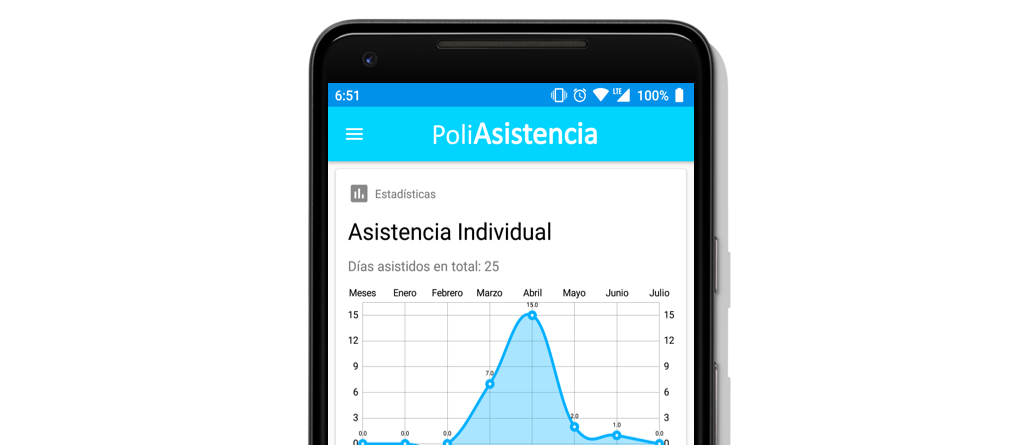 6:51 LTE 100%
PoliAsistencia
Estadísticas
Asistencia Individual
Días asistidos en total: 25
Meses Enero Febrero Marzo Abril Mayo Junio Julio
15.0
15 15
12 12
9 9
7.0
6 6
3 3
2.0
1.0
0.0 0.0 0.0 0.0
0 0